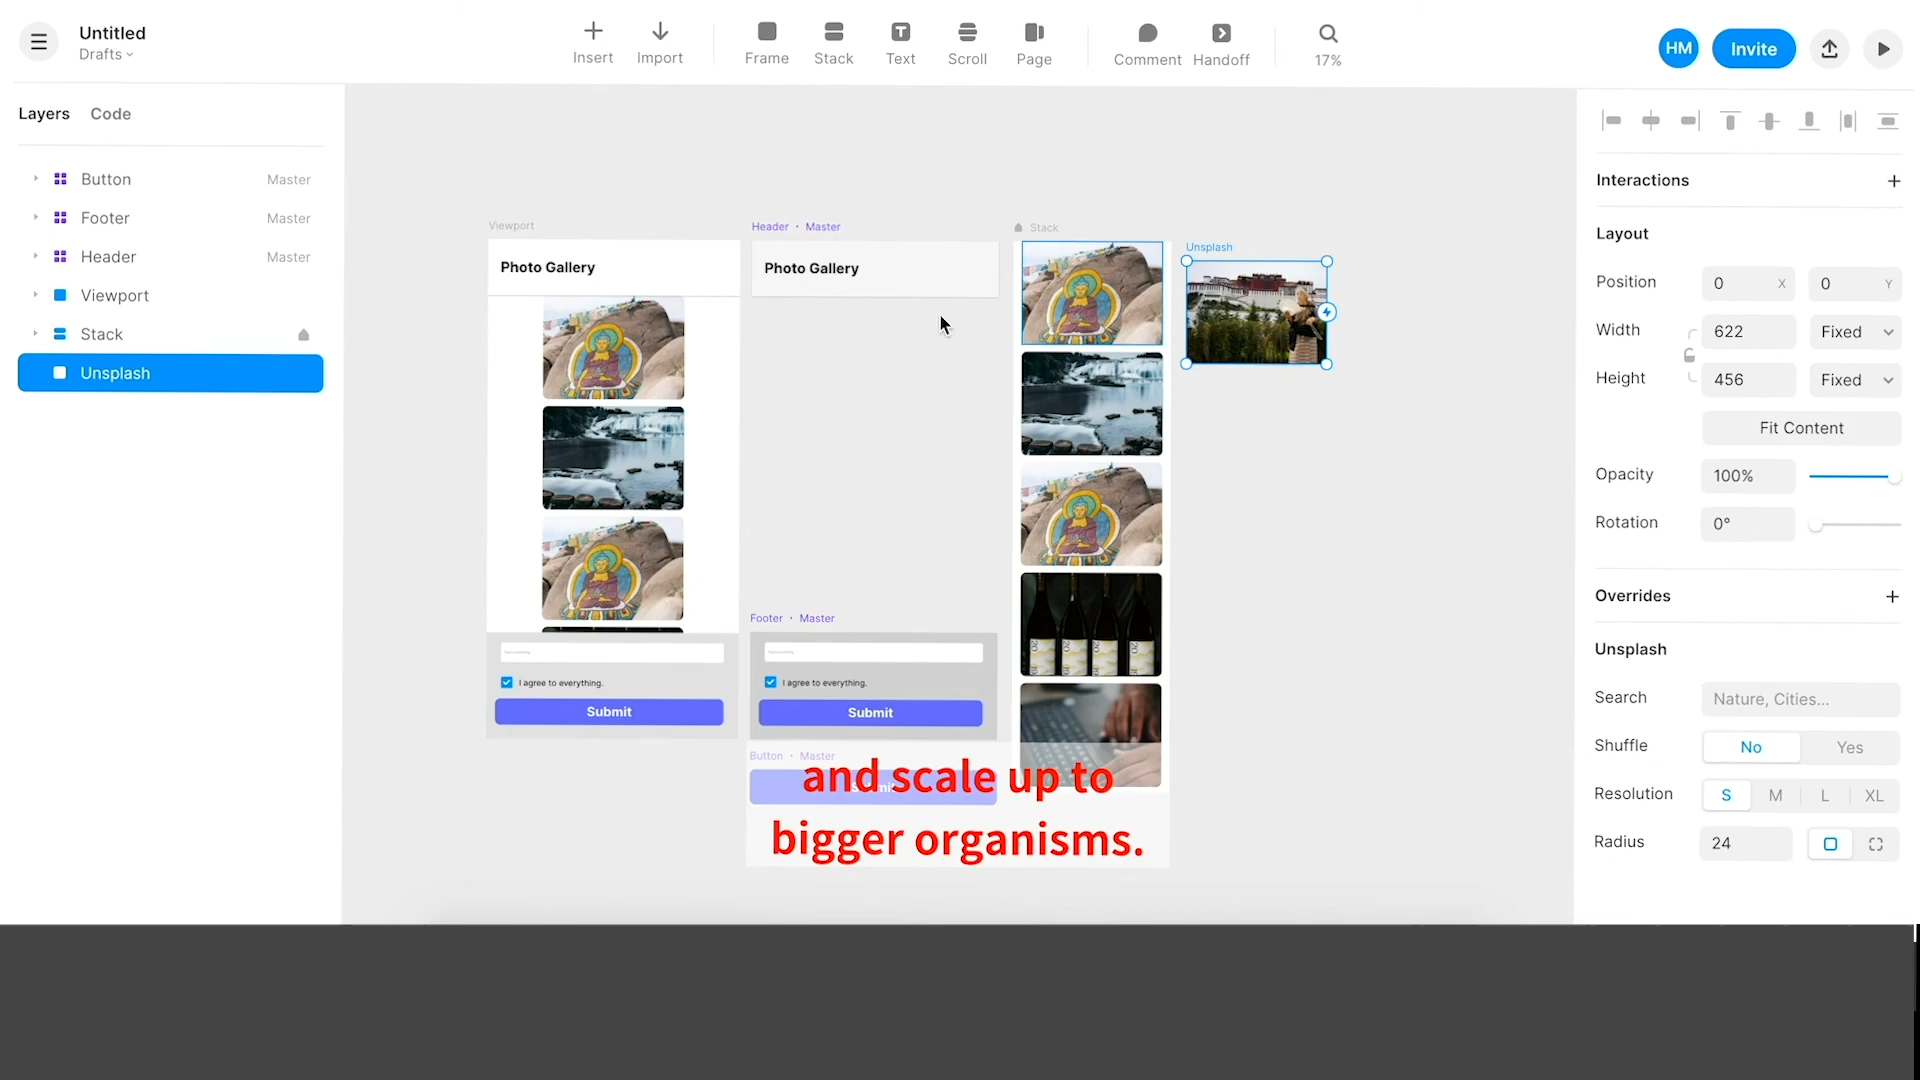 Untitled
Drafts
Insert
Import
Frame
Stack
Text
Scroll
Page
Comment
Handoff
17%
HM
Invite
Layers
Code
Button
Master
Footer
Master
Header
Master
Viewport
Stack
Unsplash
Viewport
Photo Gallery
I agree to everything.
Submit
Header · Master
Photo Gallery
Footer · Master
I agree to everything.
Submit
Button · Master
Stack
Unsplash
and scale up to
bigger organisms.
Interactions
Layout
Position
0 X
0 Y
Width
622
Fixed
Height
456
Fixed
Fit Content
Opacity
100%
Rotation
0°
Overrides
Unsplash
Search
Nature, Cities...
Shuffle
No
Yes
Resolution
S
M
L
XL
Radius
24